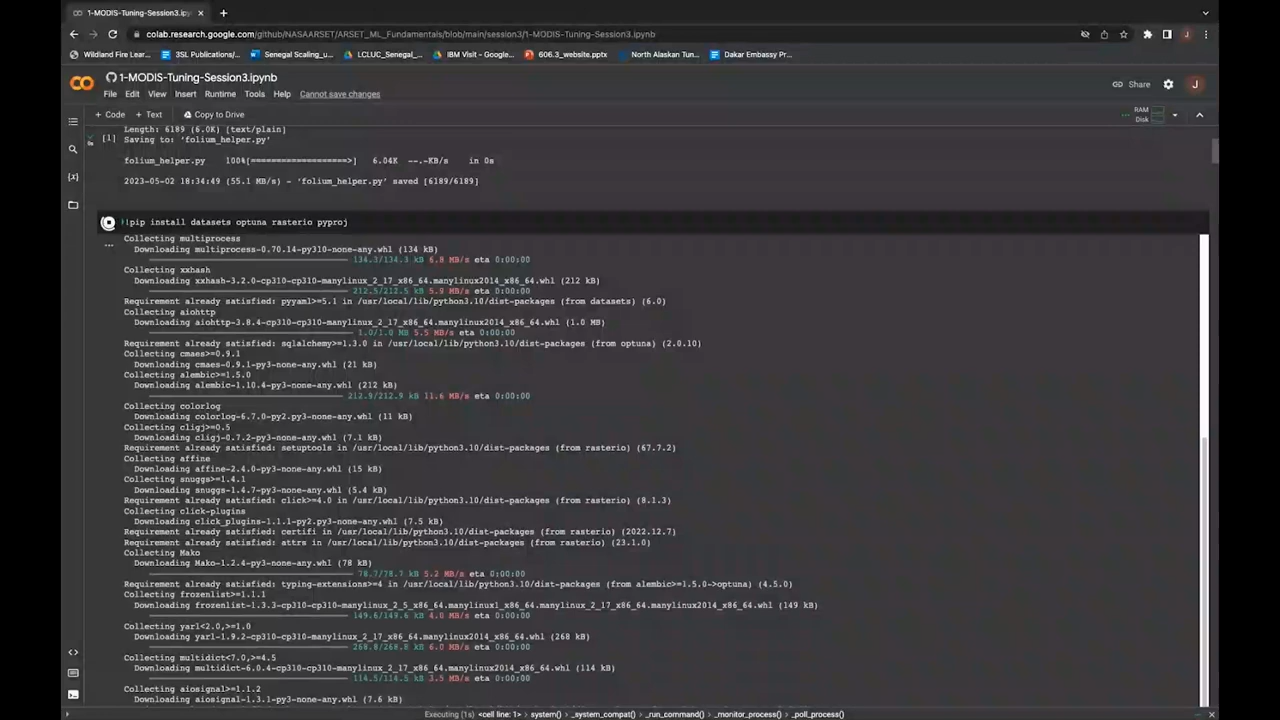 1-MODIS-Tuning-Session3.ipynb
colab.research.google.com/github/NASAARSET/ARSET_ML_Fundamentals/blob/main/session3/1-MODIS-Tuning-Session3.ipynb
Wildland Fire Lear... 3SL Publications/... Senegal Scaling_u... LCLUC_Senegal_... IBM Visit - Google... 606.3_website.pptx North Alaskan Tun... Dakar Embassy Pr...
1-MODIS-Tuning-Session3.ipynb
File Edit View Insert Runtime Tools Help Cannot save changes
Share J
+ Code + Text Copy to Drive
RAM
Disk
Length: 6189 (6.0K) [text/plain]
[1] Saving to: ‘folium_helper.py’
0s
folium_helper.py 100%[===================>] 6.04K --.-KB/s in 0s
2023-05-02 18:34:49 (55.1 MB/s) - ‘folium_helper.py’ saved [6189/6189]
!pip install datasets optuna rasterio pyproj
Collecting multiprocess
Downloading multiprocess-0.70.14-py310-none-any.whl (134 kB)
134.3/134.3 kB 6.8 MB/s eta 0:00:00
Collecting xxhash
Downloading xxhash-3.2.0-cp310-cp310-manylinux_2_17_x86_64.manylinux2014_x86_64.whl (212 kB)
212.5/212.5 kB 5.9 MB/s eta 0:00:00
Requirement already satisfied: pyyaml>=5.1 in /usr/local/lib/python3.10/dist-packages (from datasets) (6.0)
Collecting aiohttp
Downloading aiohttp-3.8.4-cp310-cp310-manylinux_2_17_x86_64.manylinux2014_x86_64.whl (1.0 MB)
1.0/1.0 MB 5.5 MB/s eta 0:00:00
Requirement already satisfied: sqlalchemy>=1.3.0 in /usr/local/lib/python3.10/dist-packages (from optuna) (2.0.10)
Collecting cmaes>=0.9.1
Downloading cmaes-0.9.1-py3-none-any.whl (21 kB)
Collecting alembic>=1.5.0
Downloading alembic-1.10.4-py3-none-any.whl (212 kB)
212.9/212.9 kB 11.6 MB/s eta 0:00:00
Collecting colorlog
Downloading colorlog-6.7.0-py2.py3-none-any.whl (11 kB)
Collecting cligj>=0.5
Downloading cligj-0.7.2-py3-none-any.whl (7.1 kB)
Requirement already satisfied: setuptools in /usr/local/lib/python3.10/dist-packages (from rasterio) (67.7.2)
Collecting affine
Downloading affine-2.4.0-py3-none-any.whl (15 kB)
Collecting snuggs>=1.4.1
Downloading snuggs-1.4.7-py3-none-any.whl (5.4 kB)
Requirement already satisfied: click>=4.0 in /usr/local/lib/python3.10/dist-packages (from rasterio) (8.1.3)
Collecting click-plugins
Downloading click_plugins-1.1.1-py2.py3-none-any.whl (7.5 kB)
Requirement already satisfied: certifi in /usr/local/lib/python3.10/dist-packages (from rasterio) (2022.12.7)
Requirement already satisfied: attrs in /usr/local/lib/python3.10/dist-packages (from rasterio) (23.1.0)
Collecting Mako
Downloading Mako-1.2.4-py3-none-any.whl (78 kB)
78.7/78.7 kB 5.2 MB/s eta 0:00:00
Requirement already satisfied: typing-extensions>=4 in /usr/local/lib/python3.10/dist-packages (from alembic>=1.5.0->optuna) (4.5.0)
Collecting frozenlist>=1.1.1
Downloading frozenlist-1.3.3-cp310-cp310-manylinux_2_5_x86_64.manylinux1_x86_64.manylinux_2_17_x86_64.manylinux2014_x86_64.whl (149 kB)
149.6/149.6 kB 4.0 MB/s eta 0:00:00
Collecting yarl<2.0,>=1.0
Downloading yarl-1.9.2-cp310-cp310-manylinux_2_17_x86_64.manylinux2014_x86_64.whl (268 kB)
268.8/268.8 kB 6.0 MB/s eta 0:00:00
Collecting multidict<7.0,>=4.5
Downloading multidict-6.0.4-cp310-cp310-manylinux_2_17_x86_64.manylinux2014_x86_64.whl (114 kB)
114.5/114.5 kB 3.5 MB/s eta 0:00:00
Collecting aiosignal>=1.1.2
Downloading aiosignal-1.3.1-py3-none-any.whl (7.6 kB)
Executing (1s) <cell line: 1> system() _system_compat() _run_command() _monitor_process() _poll_process()